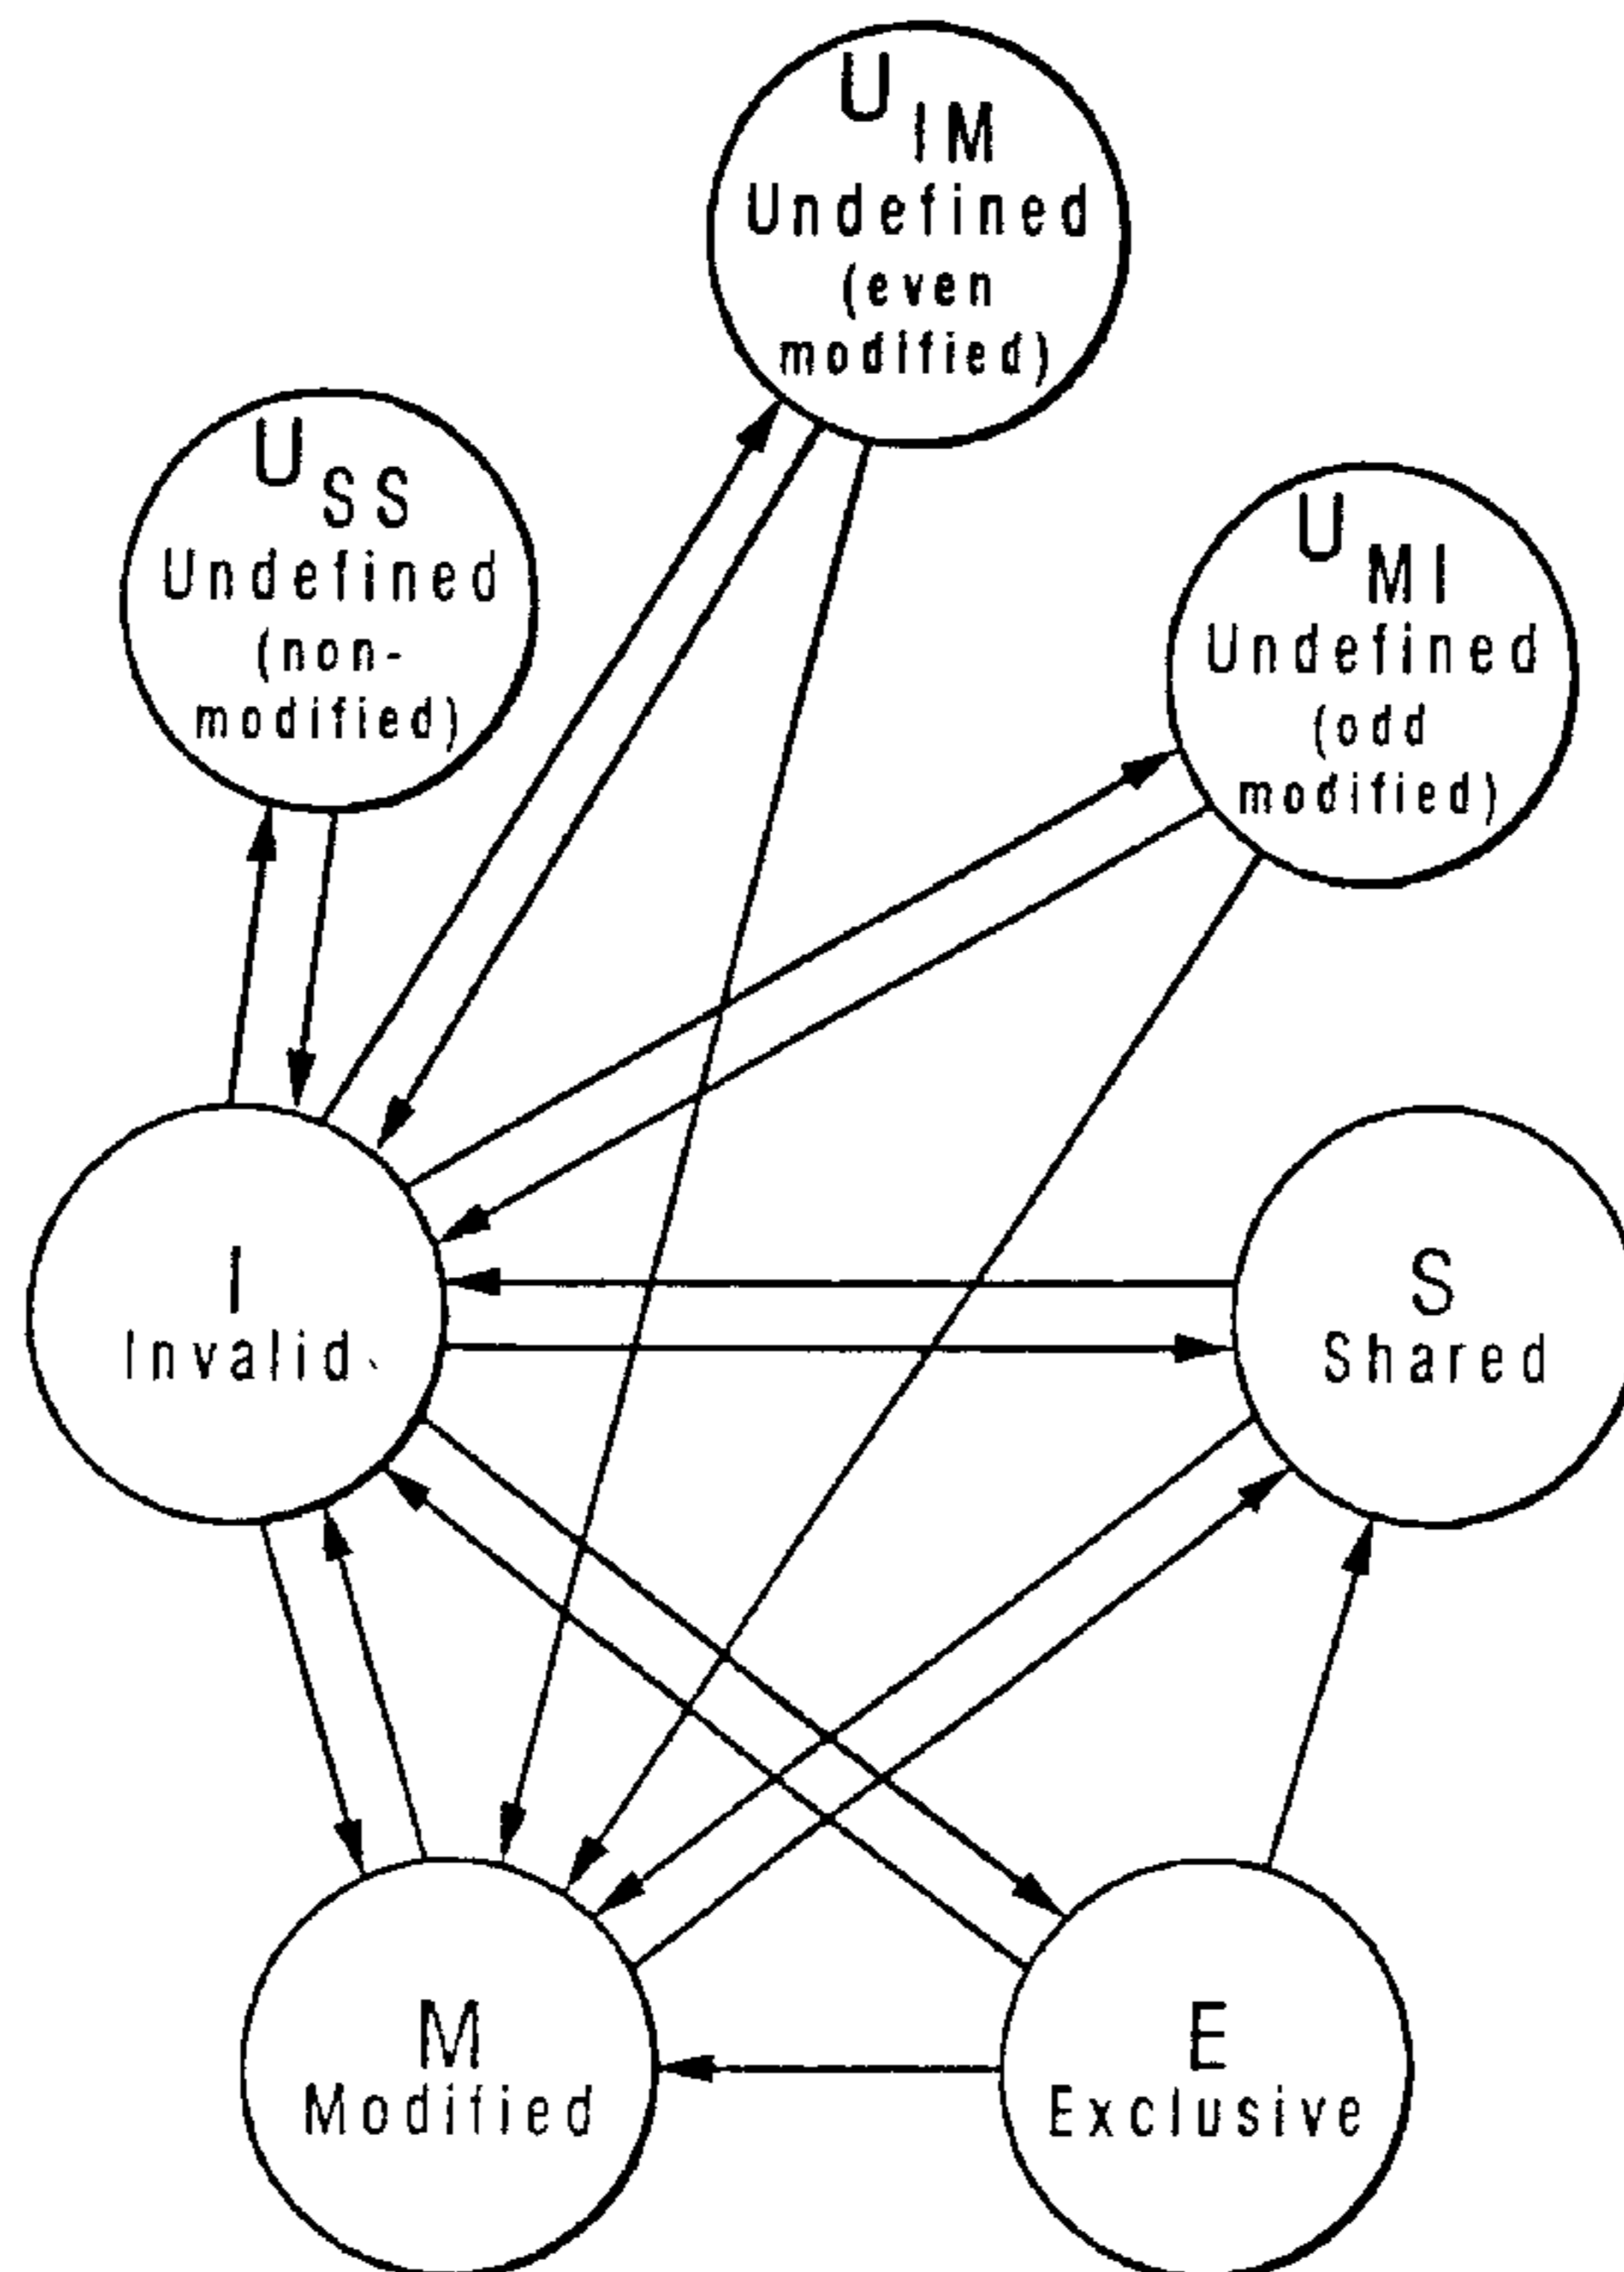 U IM
Undefined
(even
modified)
U SS
Undefined
(non-
modified)
U MI
Undefined
(odd
modified)
I
Invalid
S
Shared
M
Modified
E
Exclusive